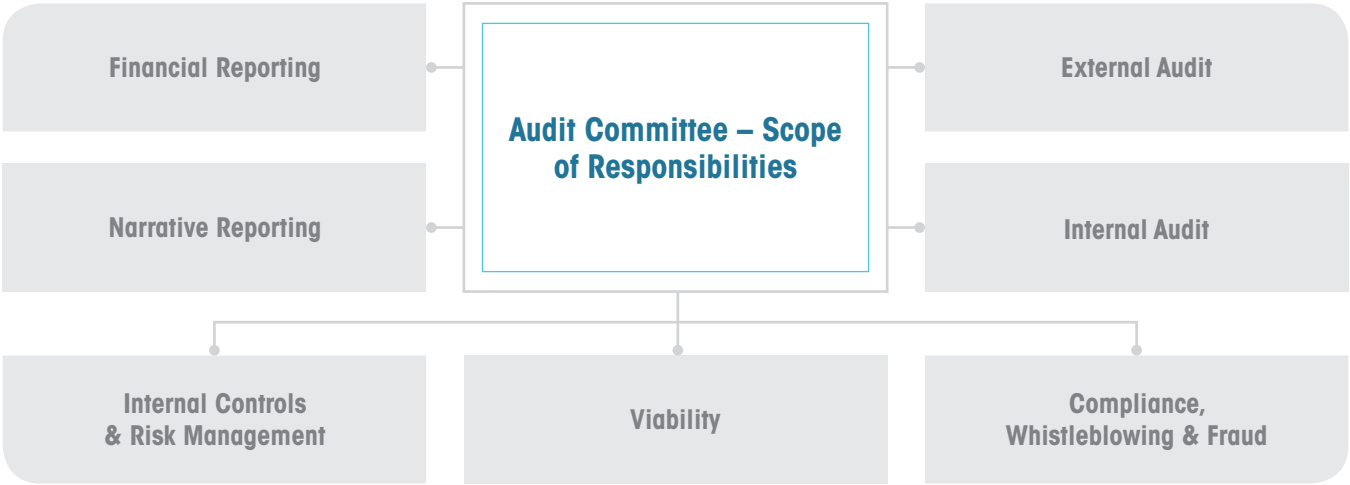 Financial Reporting
Audit Committee – Scope
of Responsibilities
External Audit
Narrative Reporting
Internal Audit
Internal Controls
& Risk Management
Viability
Compliance,
Whistleblowing & Fraud